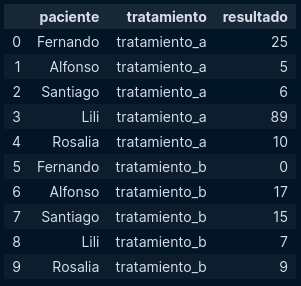 paciente tratamiento resultado
0 Fernando tratamiento_a 25
1 Alfonso tratamiento_a 5
2 Santiago tratamiento_a 6
3 Lili tratamiento_a 89
4 Rosalia tratamiento_a 10
5 Fernando tratamiento_b 0
6 Alfonso tratamiento_b 17
7 Santiago tratamiento_b 15
8 Lili tratamiento_b 7
9 Rosalia tratamiento_b 9